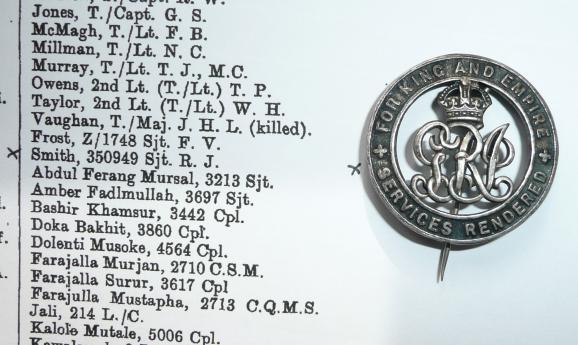 Jones, T./Capt. G. S.
McMagh, T./Lt. F. B.
Millman, T./Lt. N. C.
Murray, T./Lt. T. J., M.C.
Owens, 2nd Lt. (T./Lt.) T. P.
Taylor, 2nd Lt. (T./Lt.) W. H.
Vaughan, T./Maj. J. H. L. (killed).
Frost, Z/1748 Sjt. F. V.
Smith, 350949 Sjt. R. J.
Abdul Ferang Mursal, 3213 Sjt.
Amber Fadlmullah, 3697 Sjt.
Bashir Khamsur, 3442 Cpl.
Doka Bakhit, 3860 Cpl.
Dolenti Musoke, 4564 Cpl.
Farajalla Murjan, 2710 C.S.M.
Farajalla Surur, 3617 Cpl
Farajulla Mustapha, 2713 C.Q.M.S.
Jali, 214 L./C.
Kalole Mutale, 5006 Cpl.
FOR KING AND EMPIRE
SERVICES RENDERED